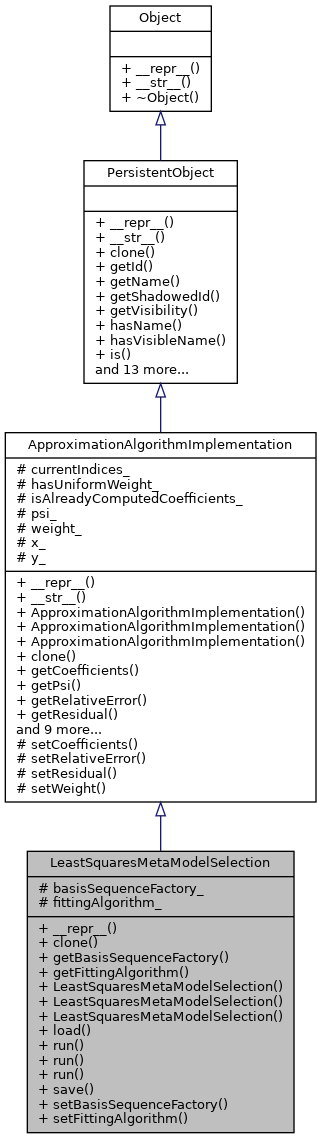 Object
+ __repr__()
+ __str__()
+ ~Object()
PersistentObject
+ __repr__()
+ __str__()
+ clone()
+ getId()
+ getName()
+ getShadowedId()
+ getVisibility()
+ hasName()
+ hasVisibleName()
+ is()
and 13 more...
ApproximationAlgorithmImplementation
# currentIndices_
# hasUniformWeight_
# isAlreadyComputedCoefficients_
# psi_
# weight_
# x_
# y_
+ __repr__()
+ __str__()
+ ApproximationAlgorithmImplementation()
+ ApproximationAlgorithmImplementation()
+ ApproximationAlgorithmImplementation()
+ clone()
+ getCoefficients()
+ getPsi()
+ getRelativeError()
+ getResidual()
and 9 more...
# setCoefficients()
# setRelativeError()
# setResidual()
# setWeight()
LeastSquaresMetaModelSelection
# basisSequenceFactory_
# fittingAlgorithm_
+ __repr__()
+ clone()
+ getBasisSequenceFactory()
+ getFittingAlgorithm()
+ LeastSquaresMetaModelSelection()
+ LeastSquaresMetaModelSelection()
+ LeastSquaresMetaModelSelection()
+ load()
+ run()
+ run()
+ run()
+ save()
+ setBasisSequenceFactory()
+ setFittingAlgorithm()